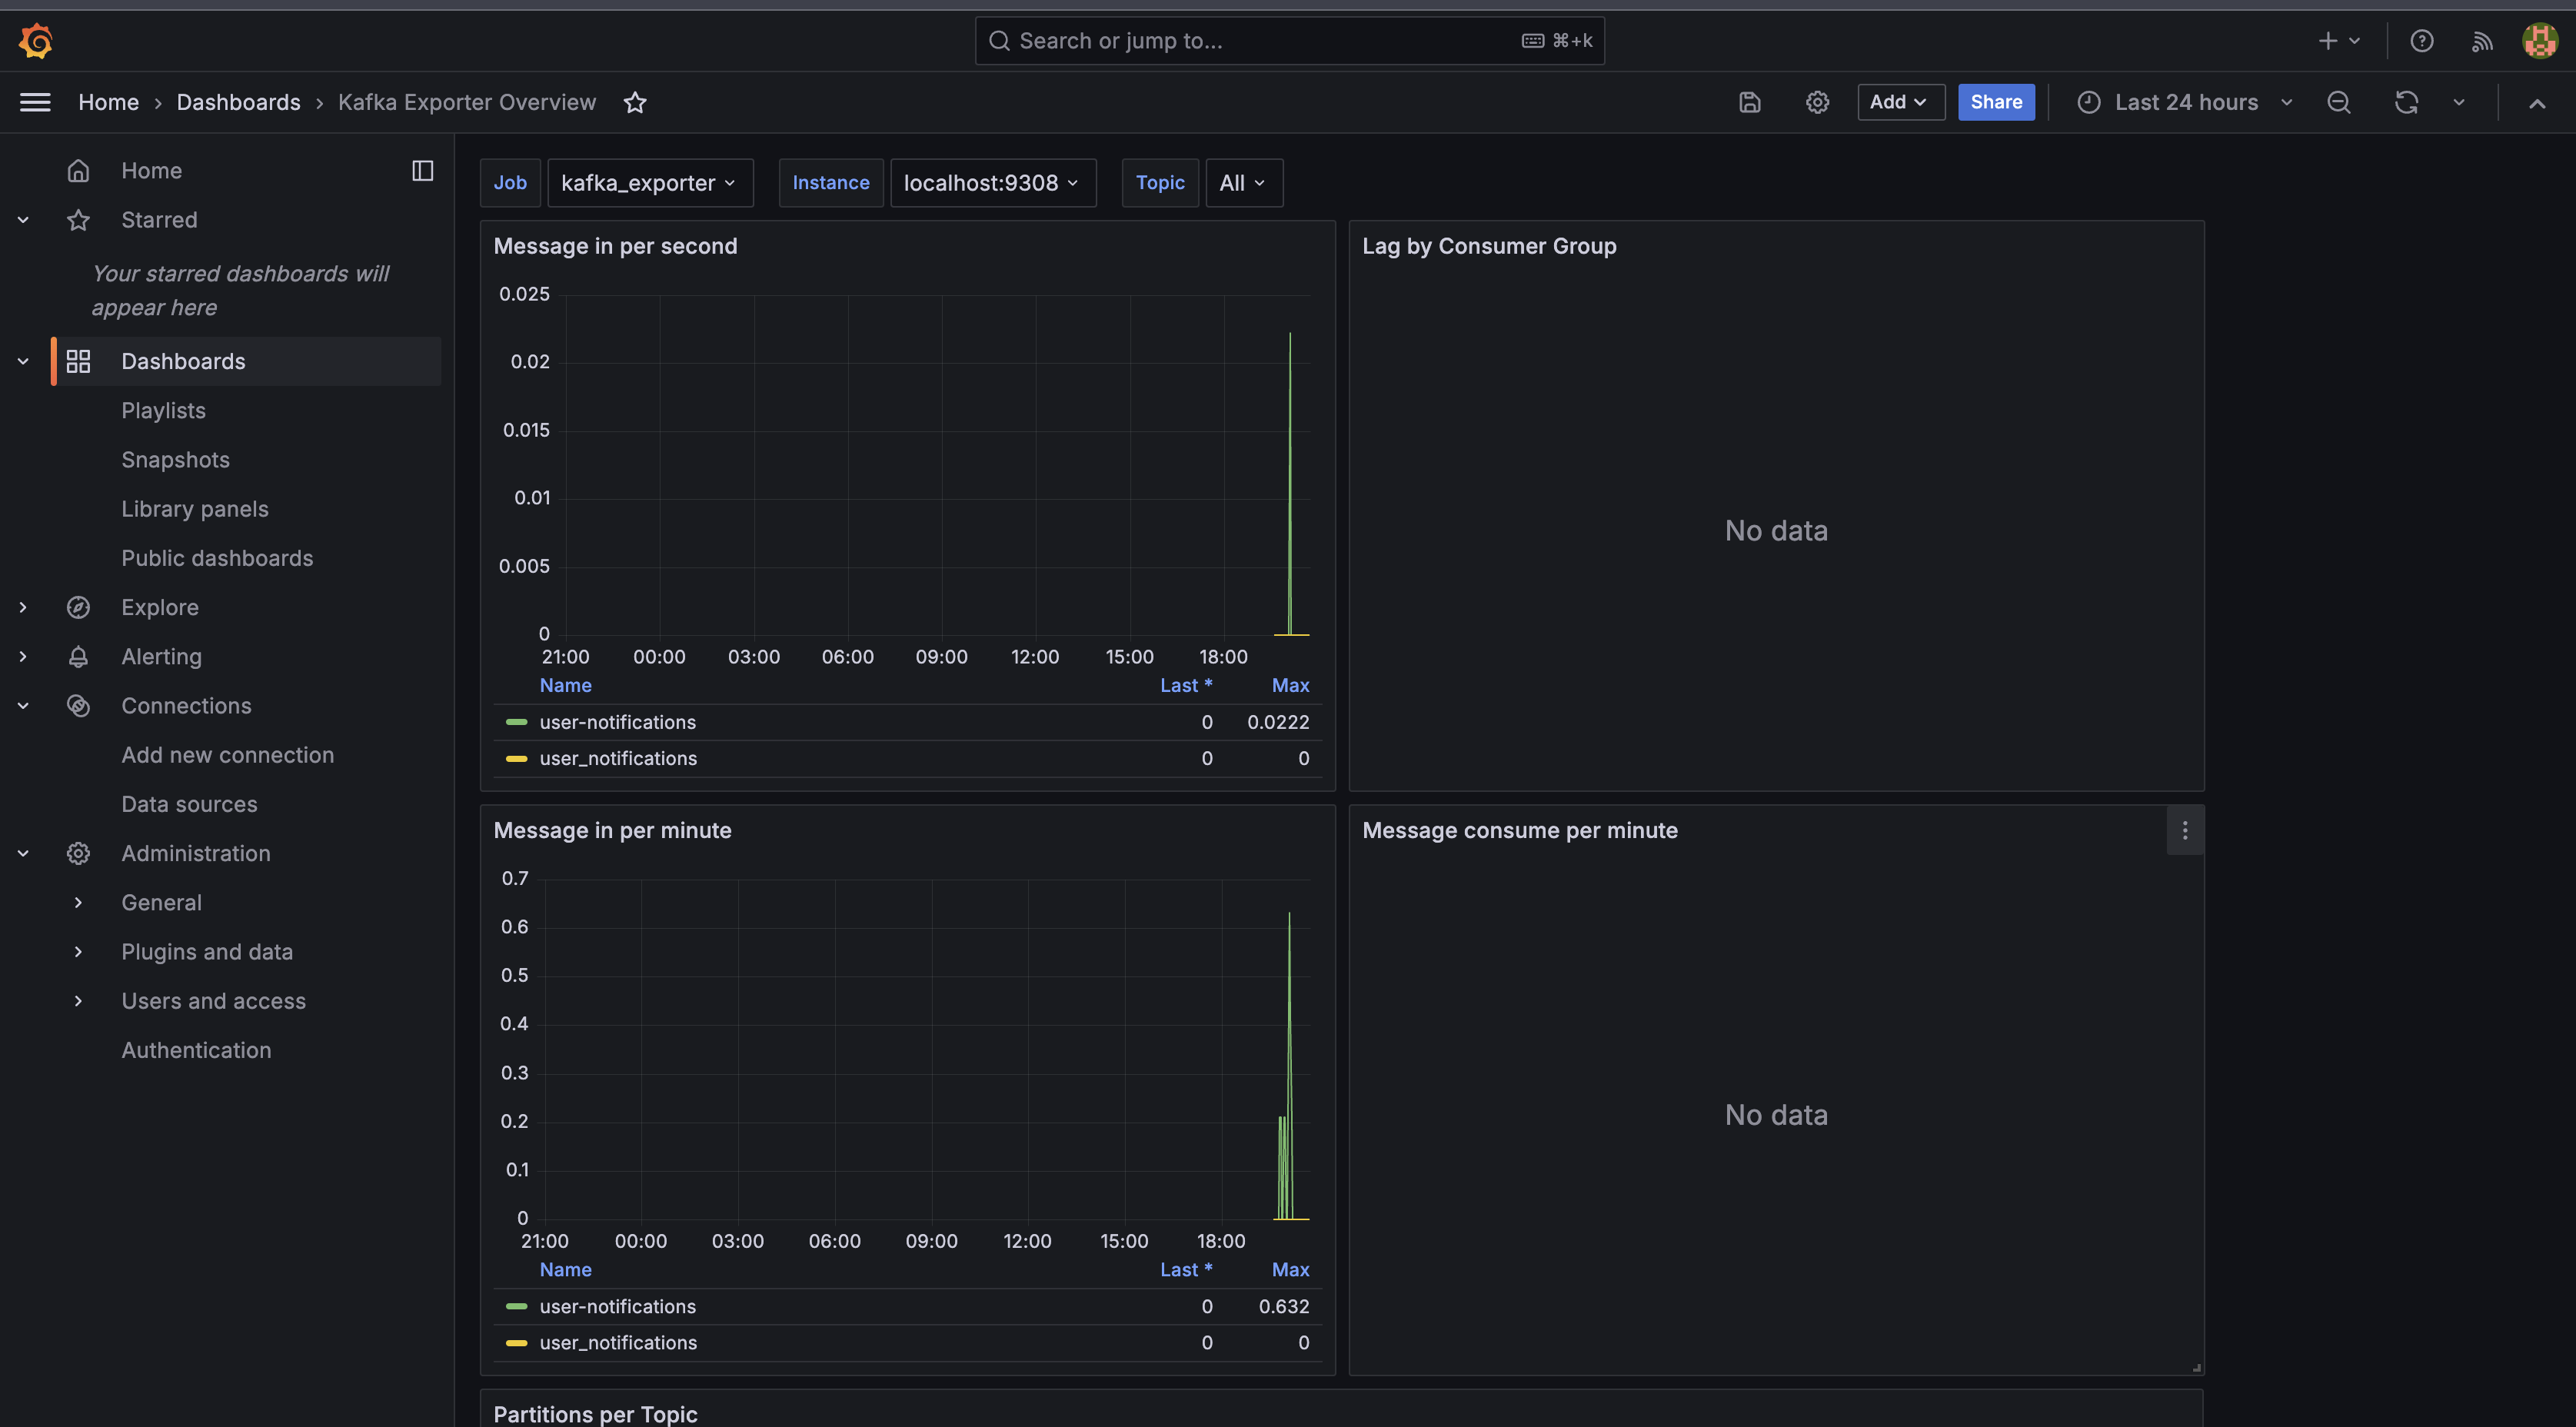 Search or jump to...
⌘+k
Home › Dashboards › Kafka Exporter Overview
Add
Share
Last 24 hours
Home
Starred
Your starred dashboards will
appear here
Dashboards
Playlists
Snapshots
Library panels
Public dashboards
Explore
Alerting
Connections
Add new connection
Data sources
Administration
General
Plugins and data
Users and access
Authentication
Job kafka_exporter Instance localhost:9308 Topic All
Message in per second
0.025
0.02
0.015
0.01
0.005
0
21:00 00:00 03:00 06:00 09:00 12:00 15:00 18:00
Name Last * Max
user-notifications 0 0.0222
user_notifications 0 0
Lag by Consumer Group
No data
Message in per minute
0.7
0.6
0.5
0.4
0.3
0.2
0.1
0
21:00 00:00 03:00 06:00 09:00 12:00 15:00 18:00
Name Last * Max
user-notifications 0 0.632
user_notifications 0 0
Message consume per minute
No data
Partitions per Topic